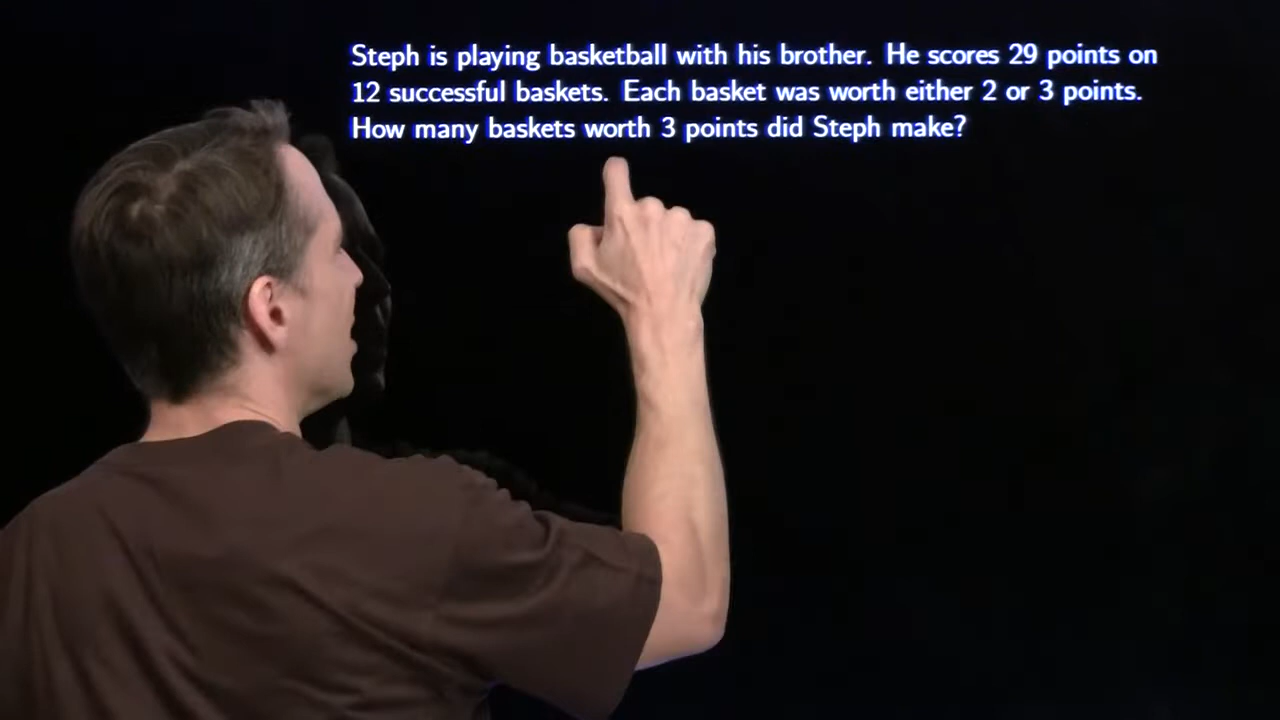 Steph is playing basketball with his brother. He scores 29 points on
12 successful baskets. Each basket was worth either 2 or 3 points.
How many baskets worth 3 points did Steph make?